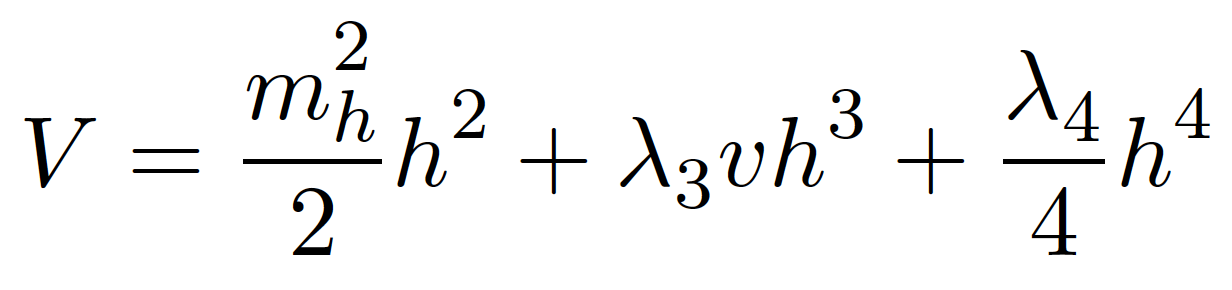 V = \frac{m_h^2}{2} h^2 + \lambda_3 v h^3 + \frac{\lambda_4}{4} h^4